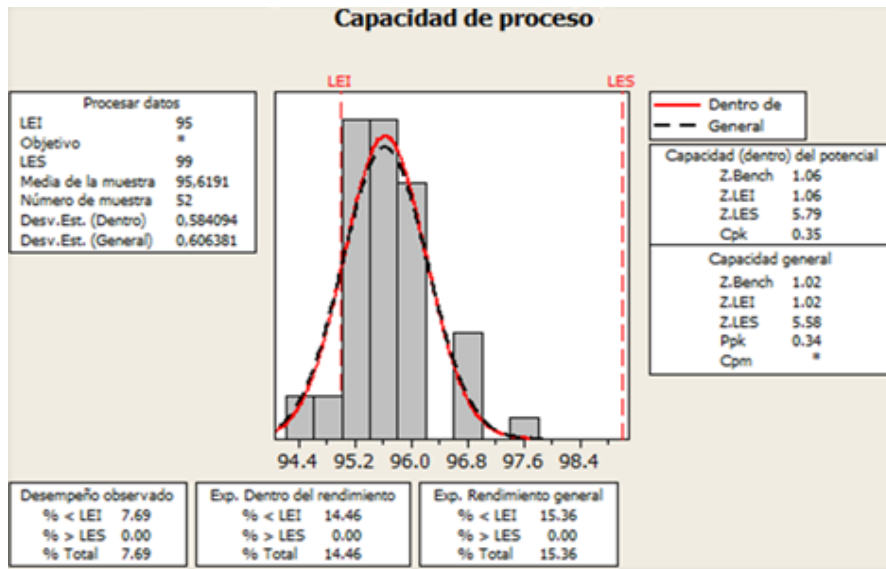 Capacidad de proceso
LEI LES
Procesar datos
LEI 95
Objetivo *
LES 99
Media de la muestra 95,6191
Número de muestra 52
Desv.Est. (Dentro) 0,584094
Desv.Est. (General) 0,606381
Dentro de
General
Capacidad (dentro) del potencial
Z.Bench 1.06
Z.LEI 1.06
Z.LES 5.79
Cpk 0.35
Capacidad general
Z.Bench 1.02
Z.LEI 1.02
Z.LES 5.58
Ppk 0.34
Cpm *
94.4 95.2 96.0 96.8 97.6 98.4
Desempeño observado
% < LEI 7.69
% > LES 0.00
% Total 7.69
Exp. Dentro del rendimiento
% < LEI 14.46
% > LES 0.00
% Total 14.46
Exp. Rendimiento general
% < LEI 15.36
% > LES 0.00
% Total 15.36